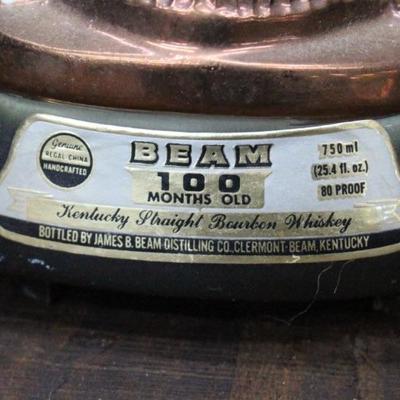 Genuine
REGAL CHINA
HANDCRAFTED
BEAM
100
MONTHS OLD
750 ml
(25.4 fl. oz.)
80 PROOF
Kentucky Straight Bourbon Whiskey
BOTTLED BY JAMES B. BEAM DISTILLING CO., CLERMONT-BEAM, KENTUCKY